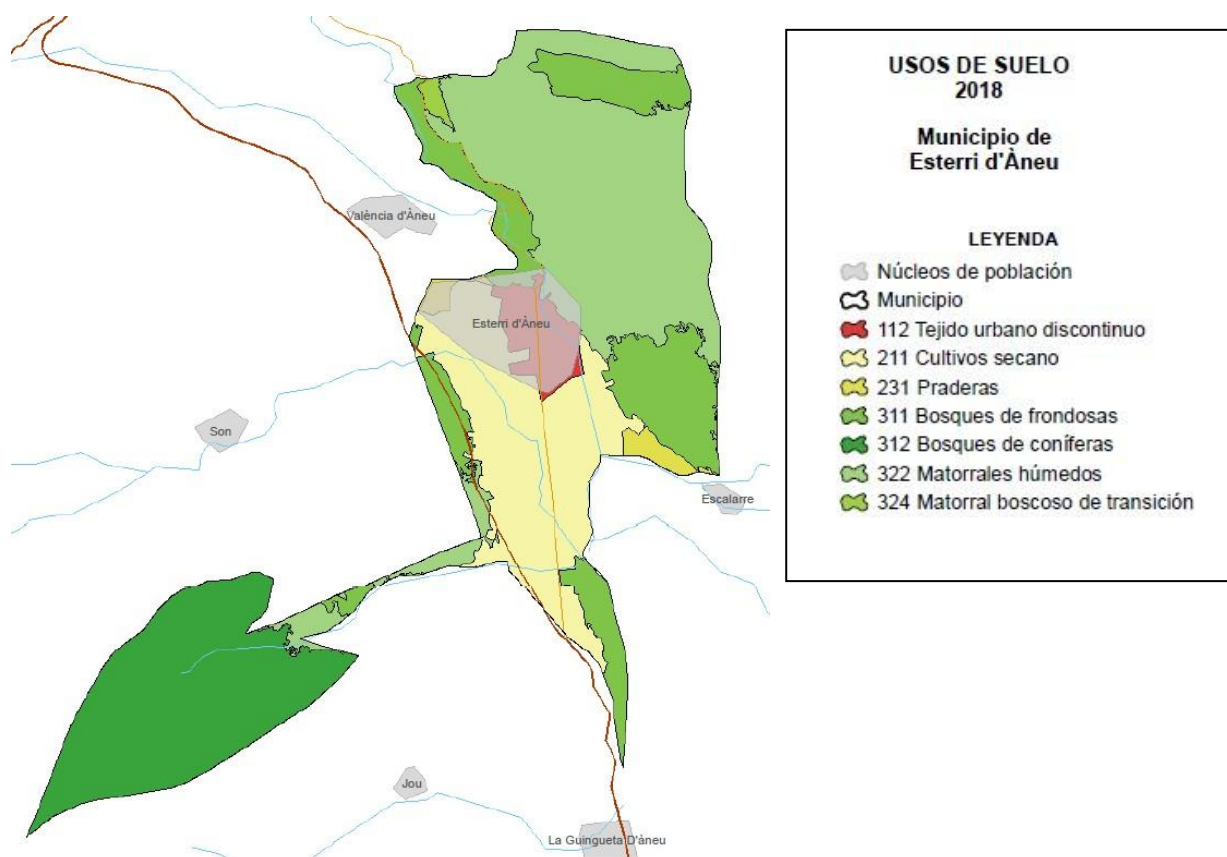 València d'Àneu
Esterri d'Àneu
Son
Escalarre
Jou
La Guingueta D'àneu
USOS DE SUELO
2018
Municipio de
Esterri d'Àneu
LEYENDA
Núcleos de población
Municipio
112 Tejido urbano discontinuo
211 Cultivos secano
231 Praderas
311 Bosques de frondosas
312 Bosques de coníferas
322 Matorrales húmedos
324 Matorral boscoso de transición